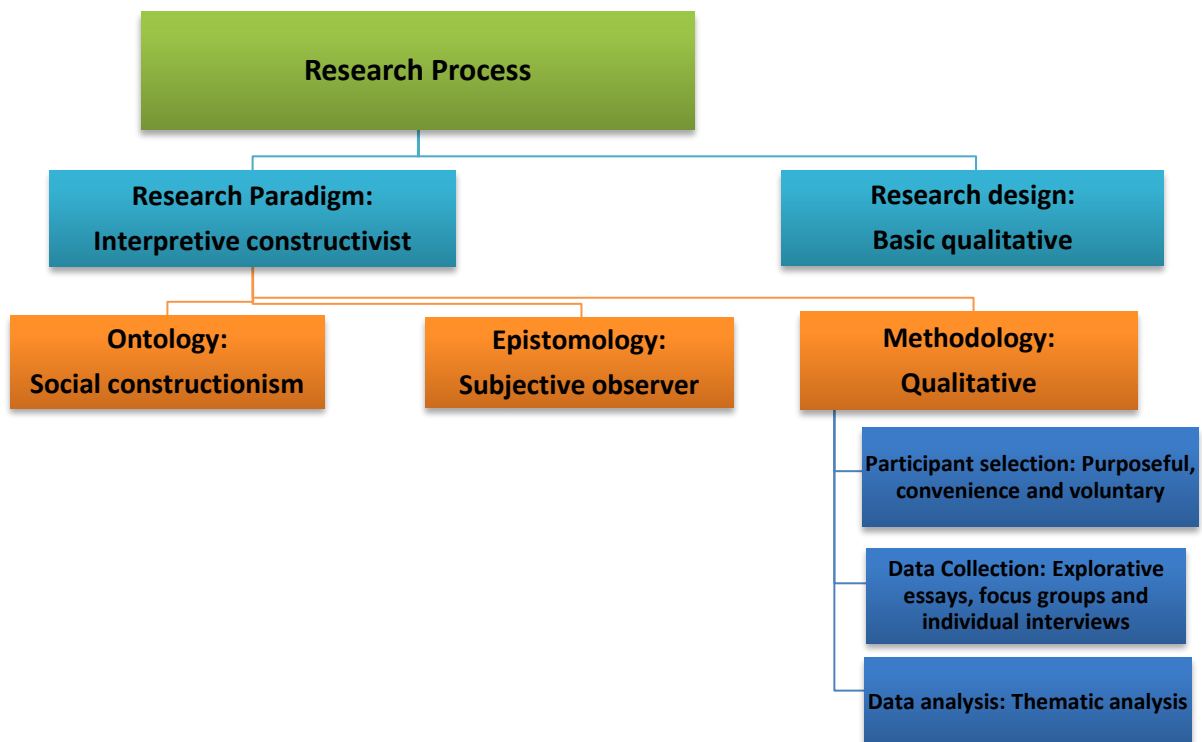 Research Process
Research Paradigm:
Interpretive constructivist
Research design:
Basic qualitative
Ontology:
Social constructionism
Epistomology:
Subjective observer
Methodology:
Qualitative
Participant selection: Purposeful,
convenience and voluntary
Data Collection: Explorative
essays, focus groups and
individual interviews
Data analysis: Thematic analysis